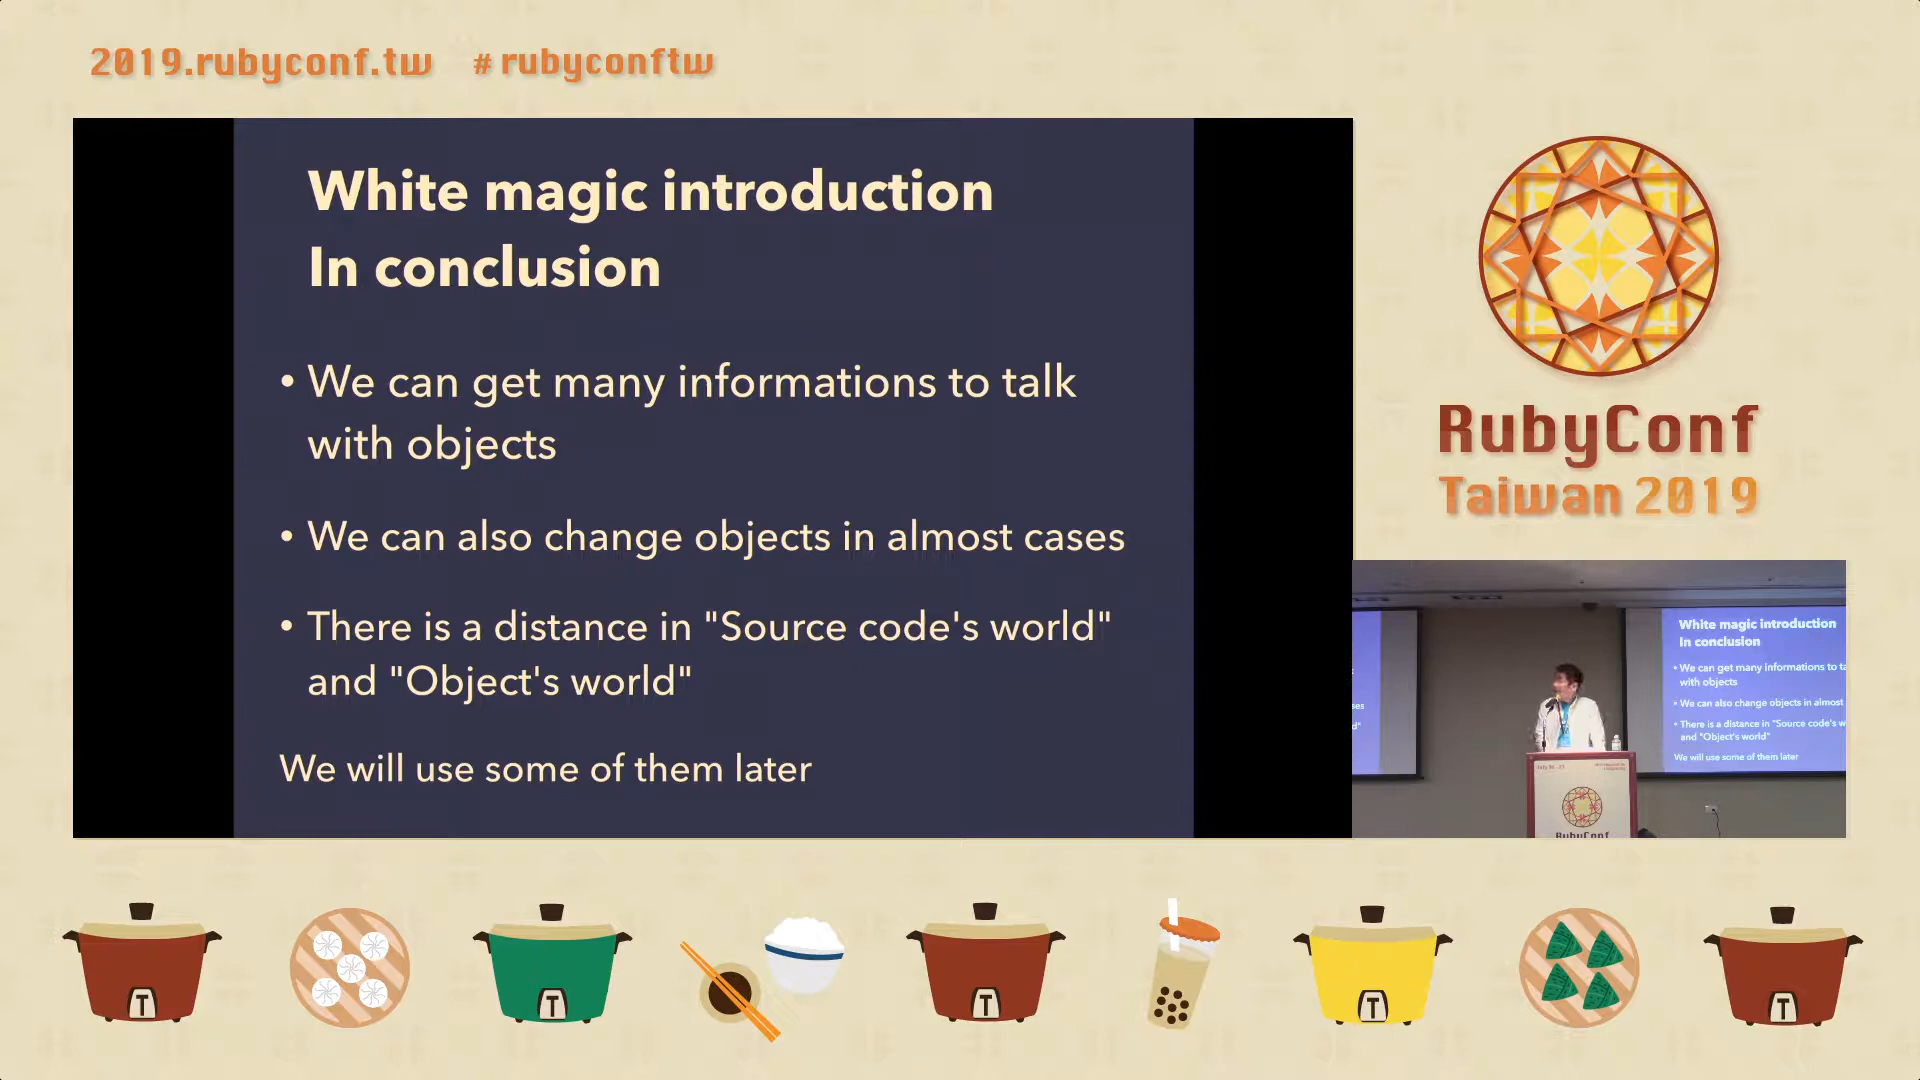 2019.rubyconf.tw #rubyconftw
White magic introduction
In conclusion
• We can get many informations to talk
with objects
• We can also change objects in almost cases
• There is a distance in "Source code's world"
and "Object's world"
We will use some of them later
RubyConf
Taiwan 2019
White magic introduction
In conclusion
• We can get many informations to ta
with objects
• We can also change objects in almost
• There is a distance in "Source code's w
and "Object's world"
We will use some of them later
RubyConf
T
T
T
T
T